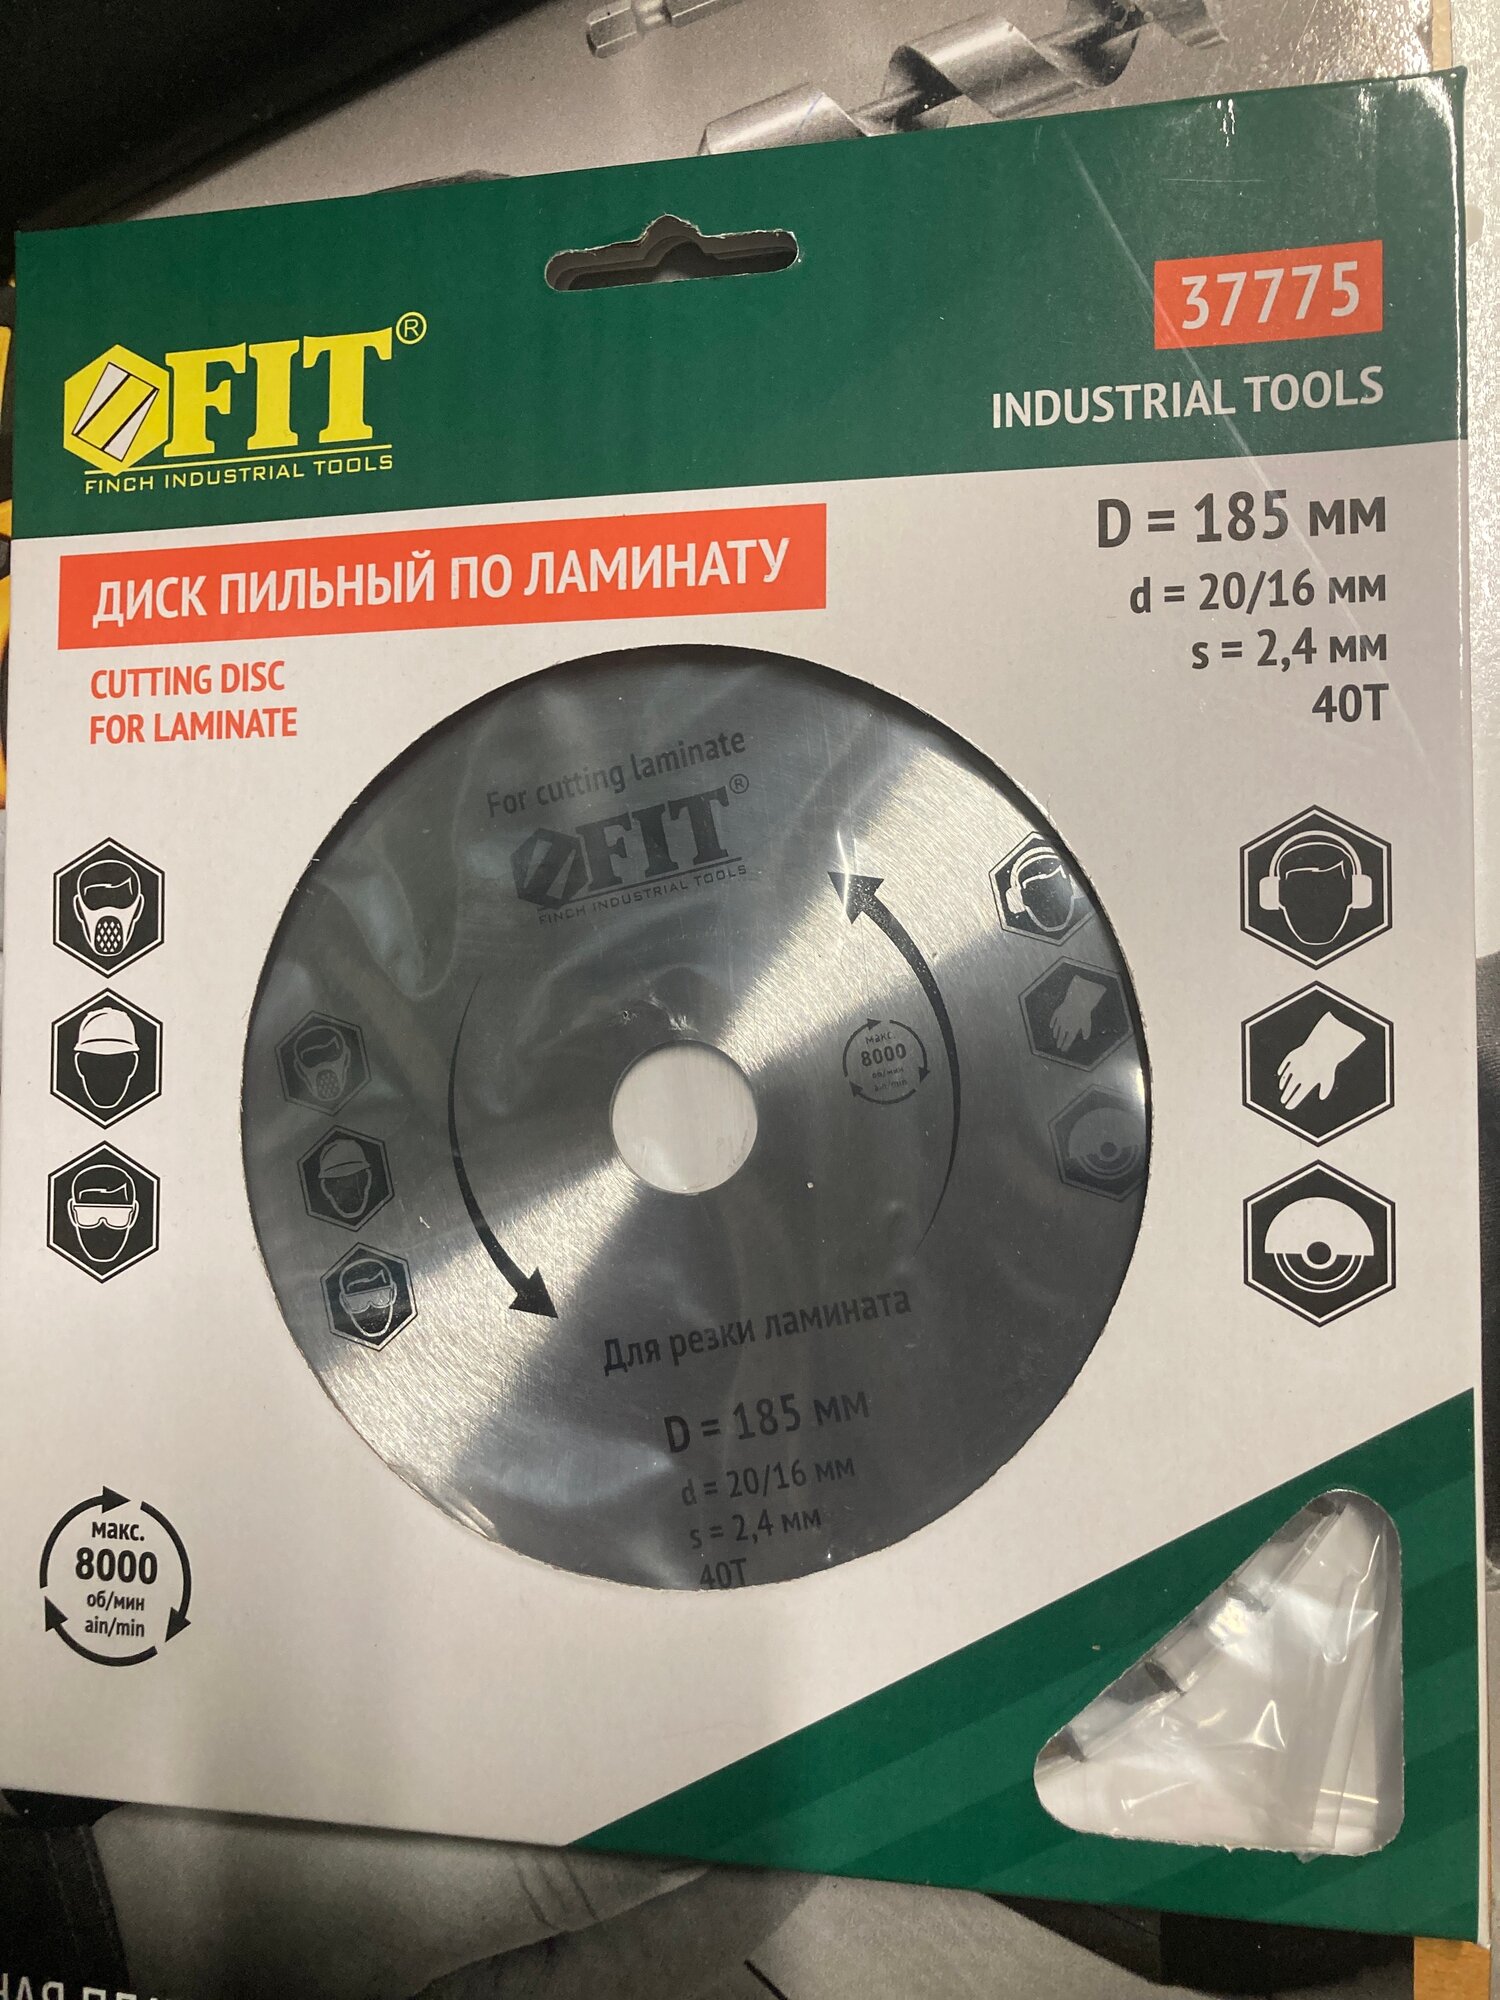 37775
FIT®
FINCH INDUSTRIAL TOOLS
INDUSTRIAL TOOLS
ДИСК ПИЛЬНЫЙ ПО ЛАМИНАТУ
CUTTING DISC
FOR LAMINATE
D = 185 мм
d = 20/16 мм
s = 2,4 мм
40T
For cutting laminate
FIT®
FINCH INDUSTRIAL TOOLS
макс.
8000
об/мин
ain/min
Для резки ламината
D = 185 мм
d = 20/16 мм
s = 2,4 мм
40T
макс.
8000
об/мин
ain/min